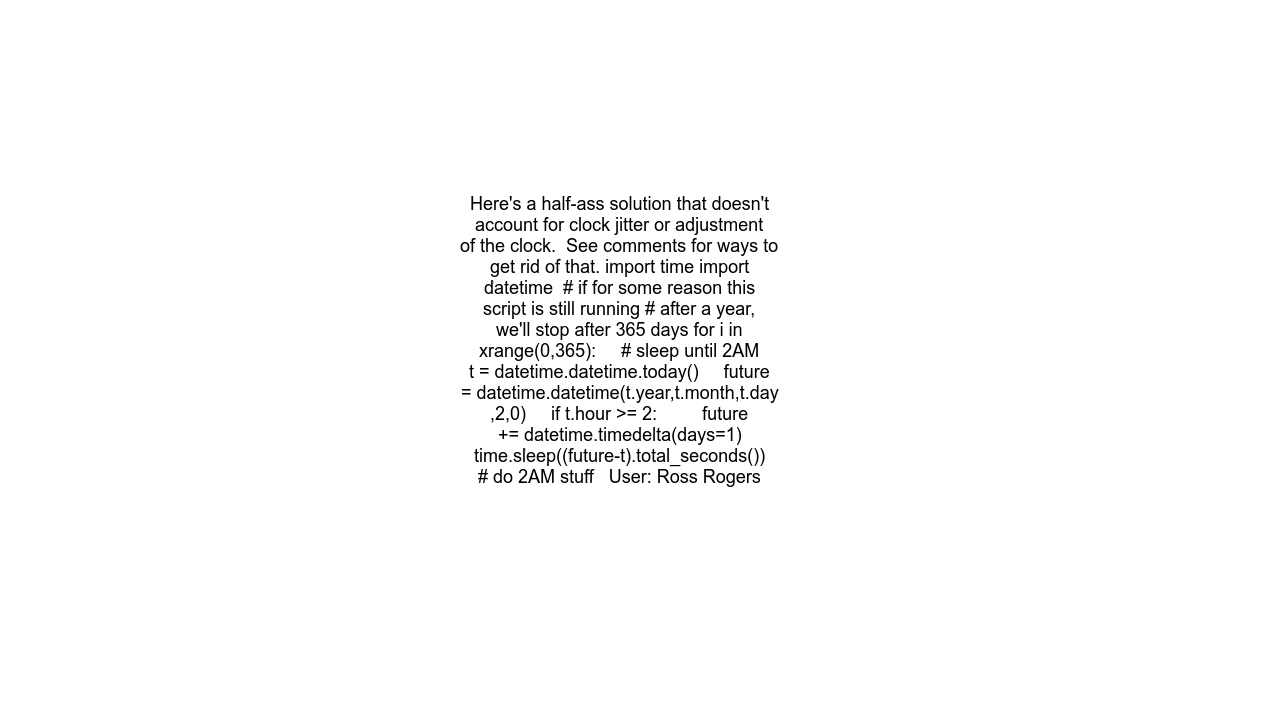 Here's a half-ass solution that doesn't
account for clock jitter or adjustment
of the clock.  See comments for ways to
get rid of that. import time import
datetime  # if for some reason this
script is still running # after a year,
we'll stop after 365 days for i in
xrange(0,365):     # sleep until 2AM
t = datetime.datetime.today()     future
= datetime.datetime(t.year,t.month,t.day
,2,0)     if t.hour >= 2:         future
+= datetime.timedelta(days=1)
time.sleep((future-t).total_seconds())
# do 2AM stuff   User: Ross Rogers